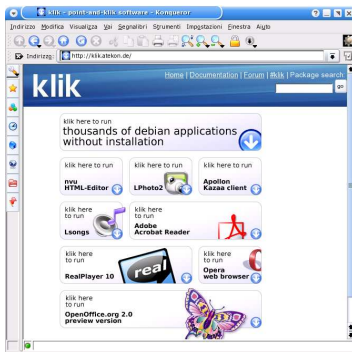 klik - point-and-klik software - Konqueror
Indirizzo Modifica Visualizza Vai Segnalibri Strumenti Impostazioni Finestra Aiuto
Indirizzo: http://klik.atekon.de/
klik
Home | Documentation | Forum | #klik | Package search
go
klik here to run
thousands of debian applications
without installation
klik here to run
nvu
HTML-Editor
klik here to run
LPhoto2
klik here to run
Apollon
Kazaa client
klik here
to run
Lsongs
klik here
to run
Adobe
Acrobat Reader
klik here
to run
RealPlayer 10
real
klik here
to run
Opera
web browser
klik here
to run
OpenOffice.org 2.0
preview version